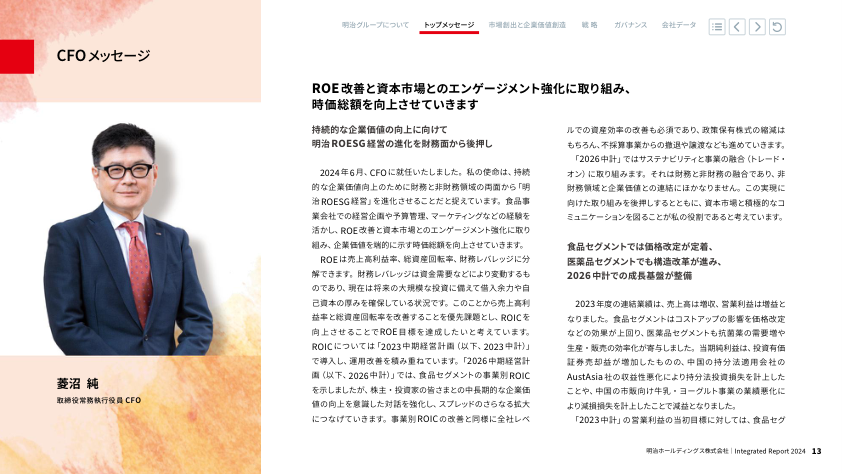 明治グループについて トップメッセージ 市場創出と企業価値創造 戦 略 ガバナンス 会社データ
CFOメッセージ
ROE改善と資本市場とのエンゲージメント強化に取り組み、
時価総額を向上させていきます
持続的な企業価値の向上に向けて
明治ROESG経営の進化を財務面から後押し
2024年6月、CFOに就任いたしました。私の使命は、持続
的な企業価値向上のために財務と非財務領域の両面から「明
治ROESG経営」を進化させることだと捉えています。食品事
業会社での経営企画や予算管理、マーケティングなどの経験を
活かし、ROE改善と資本市場とのエンゲージメント強化に取り
組み、企業価値を端的に示す時価総額を向上させていきます。
ROEは売上高利益率、総資産回転率、財務レバレッジに分
解できます。財務レバレッジは資金需要などにより変動するも
のであり、現在は将来の大規模な投資に備えて借入余力や自
己資本の厚みを確保している状況です。このことから売上高利
益率と総資産回転率を改善することを優先課題とし、ROICを
向上させることでROE目標を達成したいと考えています。
ROICについては「2023中期経営計画（以下、2023中計）」
で導入し、運用改善を積み重ねています。「2026中期経営計
画（以下、2026中計）」では、食品セグメントの事業別ROIC
を示しましたが、株主・投資家の皆さまとの中長期的な企業価
値の向上を意識した対話を強化し、スプレッドのさらなる拡大
につなげていきます。事業別ROICの改善と同様に全社レベ
ルでの資産効率の改善も必須であり、政策保有株式の縮減は
もちろん、不採算事業からの撤退や譲渡なども進めていきます。
「2026中計」ではサステナビリティと事業の融合（トレード・
オン）に取り組みます。それは財務と非財務の融合であり、非
財務領域と企業価値との連結にほかなりません。この実現に
向けた取り組みを後押しするとともに、資本市場と積極的なコ
ミュニケーションを図ることが私の役割であると考えています。
食品セグメントでは価格改定が定着、
医薬品セグメントでも構造改革が進み、
2026中計での成長基盤が整備
2023年度の連結業績は、売上高は増収、営業利益は増益と
なりました。食品セグメントはコストアップの影響を価格改定
などの効果が上回り、医薬品セグメントも抗菌薬の需要増や
生産・販売の効率化が寄与しました。当期純利益は、投資有価
証券売却益が増加したものの、中国の持分法適用会社の
AustAsia社の収益性悪化により持分法投資損失を計上した
ことや、中国の市販向け牛乳・ヨーグルト事業の業績悪化に
より減損損失を計上したことで減益となりました。
「2023中計」の営業利益の当初目標に対しては、食品セグ
菱沼 純
取締役常務執行役員 CFO
明治ホールディングス株式会社｜Integrated Report 2024 13